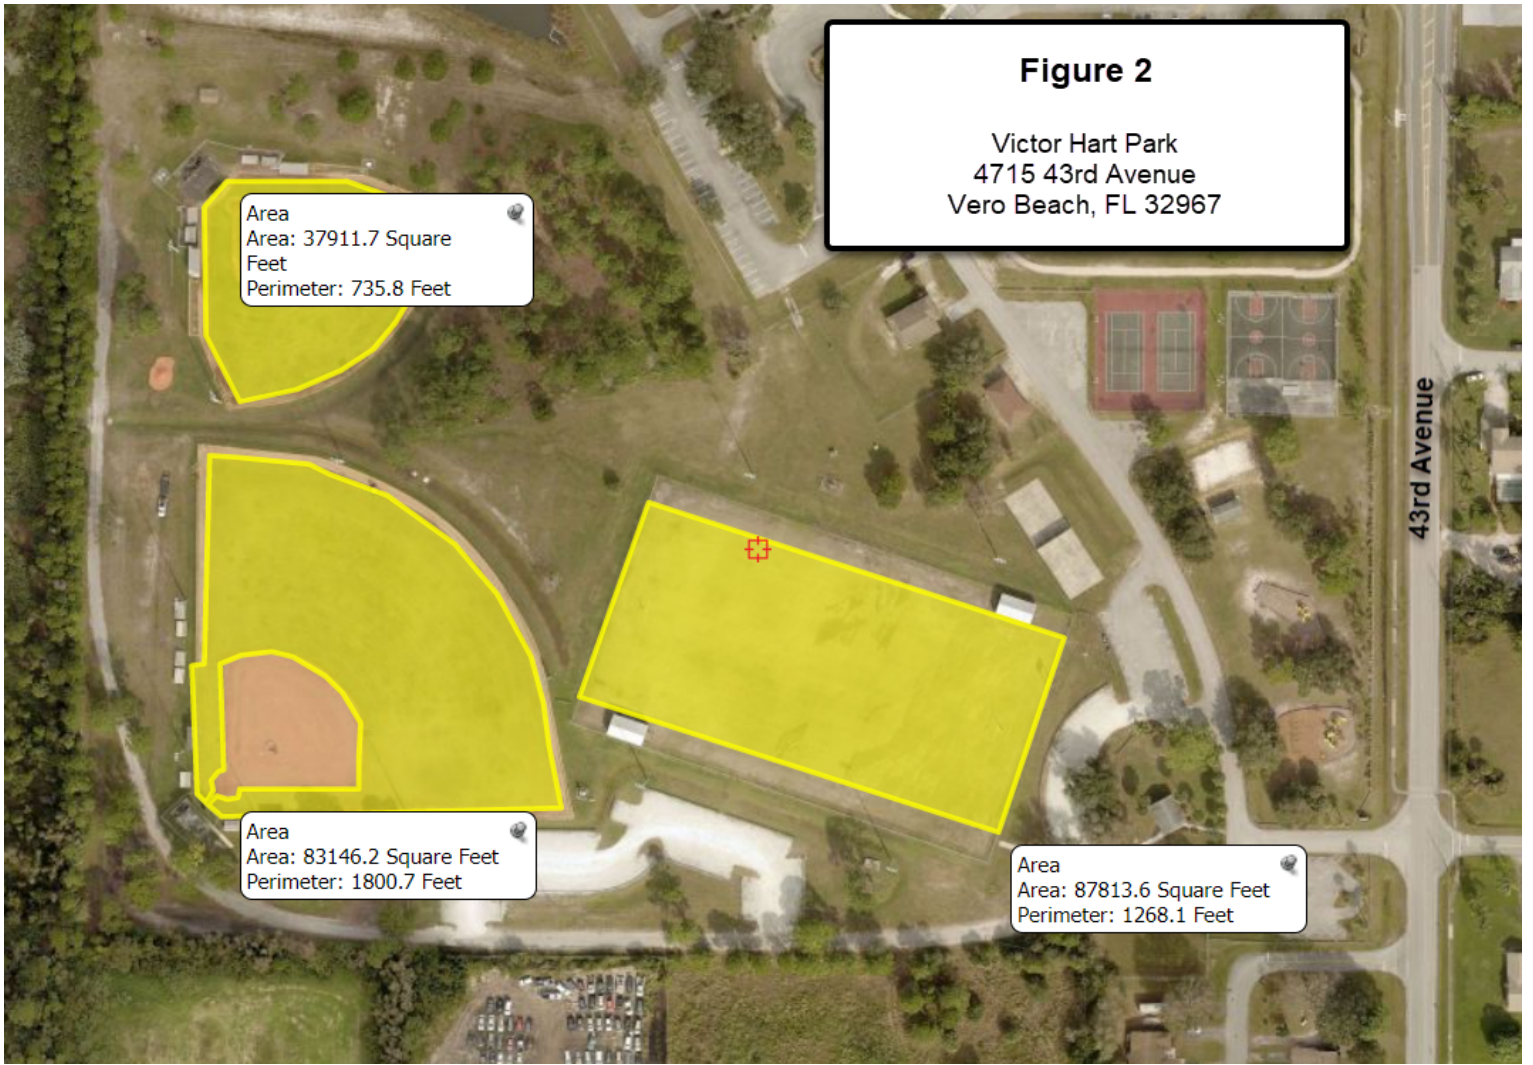 Figure 2
Victor Hart Park
4715 43rd Avenue
Vero Beach, FL 32967
Area
Area: 37911.7 Square
Feet
Perimeter: 735.8 Feet
43rd Avenue
Area
Area: 83146.2 Square Feet
Perimeter: 1800.7 Feet
Area
Area: 87813.6 Square Feet
Perimeter: 1268.1 Feet